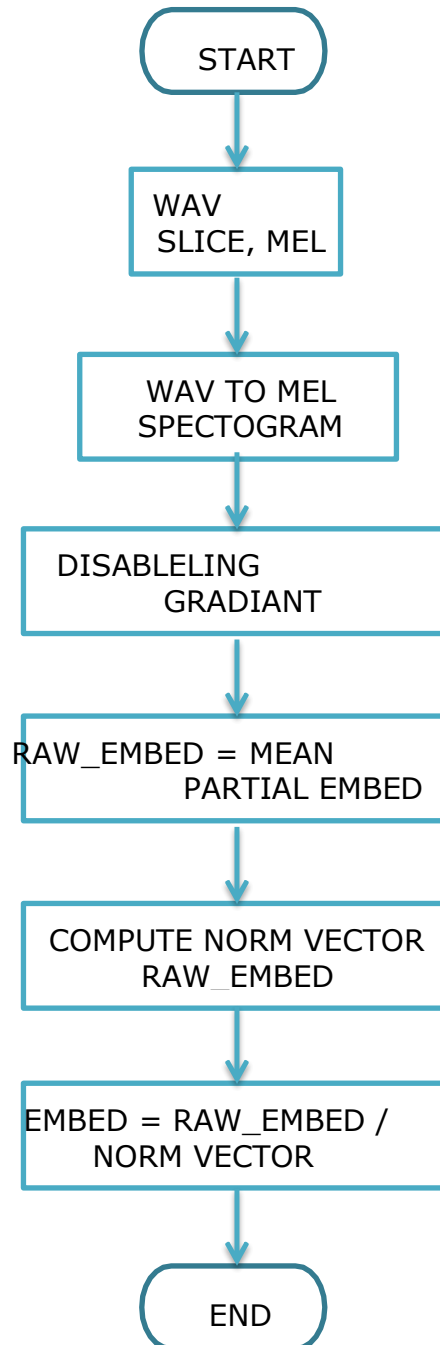 START
WAV
SLICE, MEL
WAV TO MEL
SPECTOGRAM
DISABLELING
GRADIANT
RAW_EMBED = MEAN
PARTIAL EMBED
COMPUTE NORM VECTOR
RAW_EMBED
EMBED = RAW_EMBED /
NORM VECTOR
END